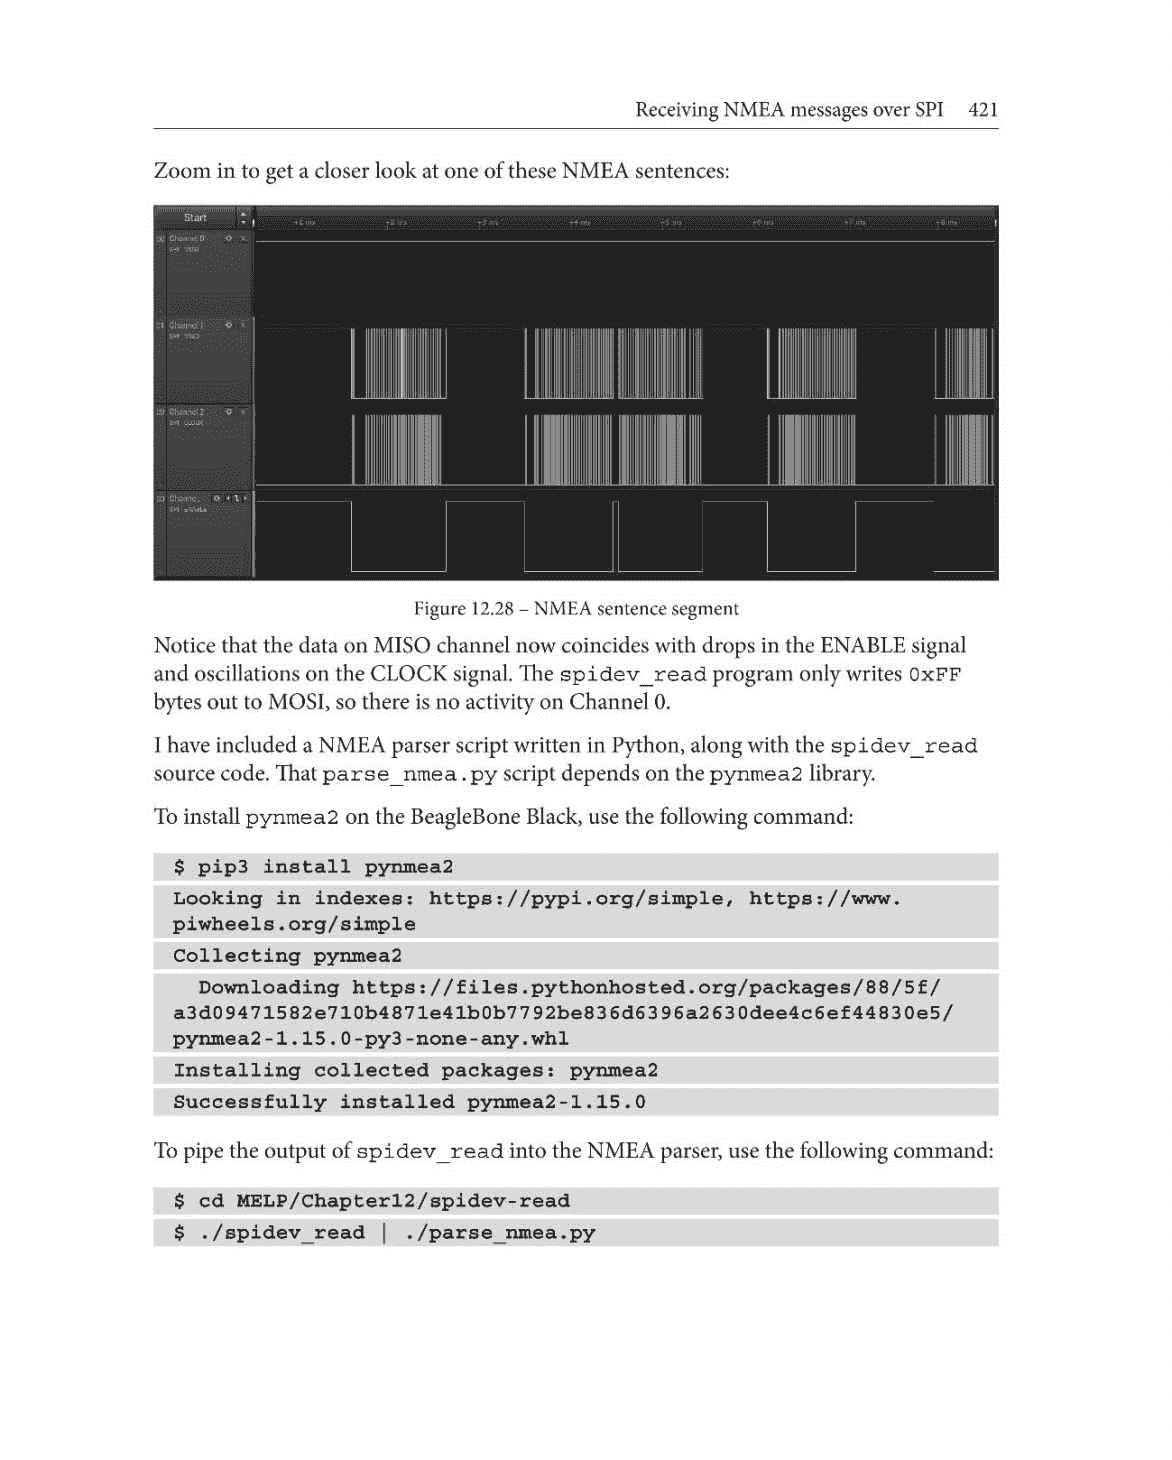 Receiving NMEA messages over SPI 421
Zoom in to get a closer look at one of these NMEA sentences:
Start
Channel 0
Channel 1
Channel 2
Figure 12.28 – NMEA sentence segment
Notice that the data on MISO channel now coincides with drops in the ENABLE signal
and oscillations on the CLOCK signal. The spidev_read program only writes 0xFF
bytes out to MOSI, so there is no activity on Channel 0.
I have included a NMEA parser script written in Python, along with the spidev_read
source code. That parse_nmea.py script depends on the pynmea2 library.
To install pynmea2 on the BeagleBone Black, use the following command:
$ pip3 install pynmea2
Looking in indexes: https://pypi.org/simple, https://www.
piwheels.org/simple
Collecting pynmea2
Downloading https://files.pythonhosted.org/packages/88/5f/
a3d09471582e710b4871e41b0b7792be836d6396a2630dee4c6ef44830e5/
pynmea2-1.15.0-py3-none-any.whl
Installing collected packages: pynmea2
Successfully installed pynmea2-1.15.0
To pipe the output of spidev_read into the NMEA parser, use the following command:
$ cd MELP/Chapter12/spidev-read
$ ./spidev_read | ./parse_nmea.py